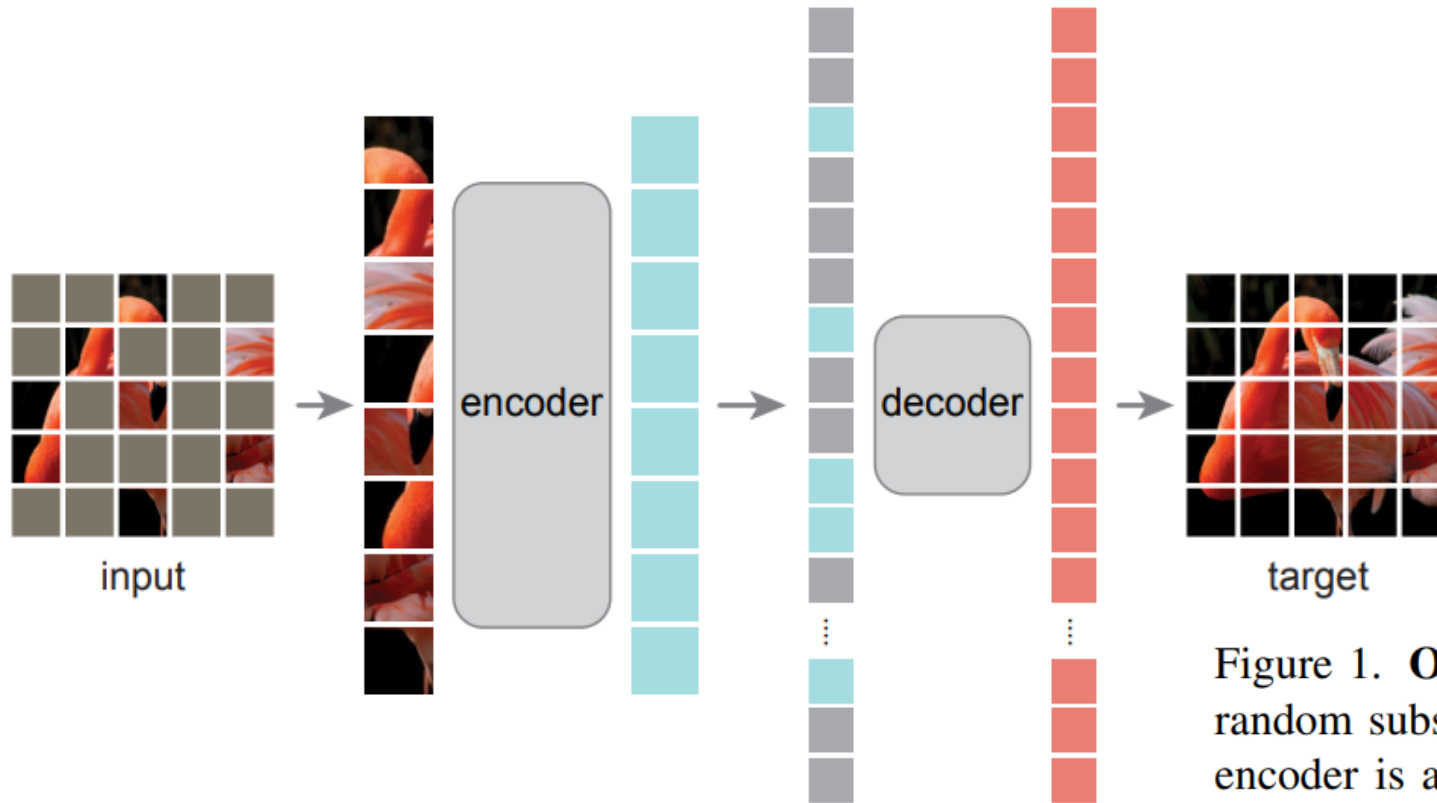 input
encoder
decoder
target
Figure 1. O
random subs
encoder is a